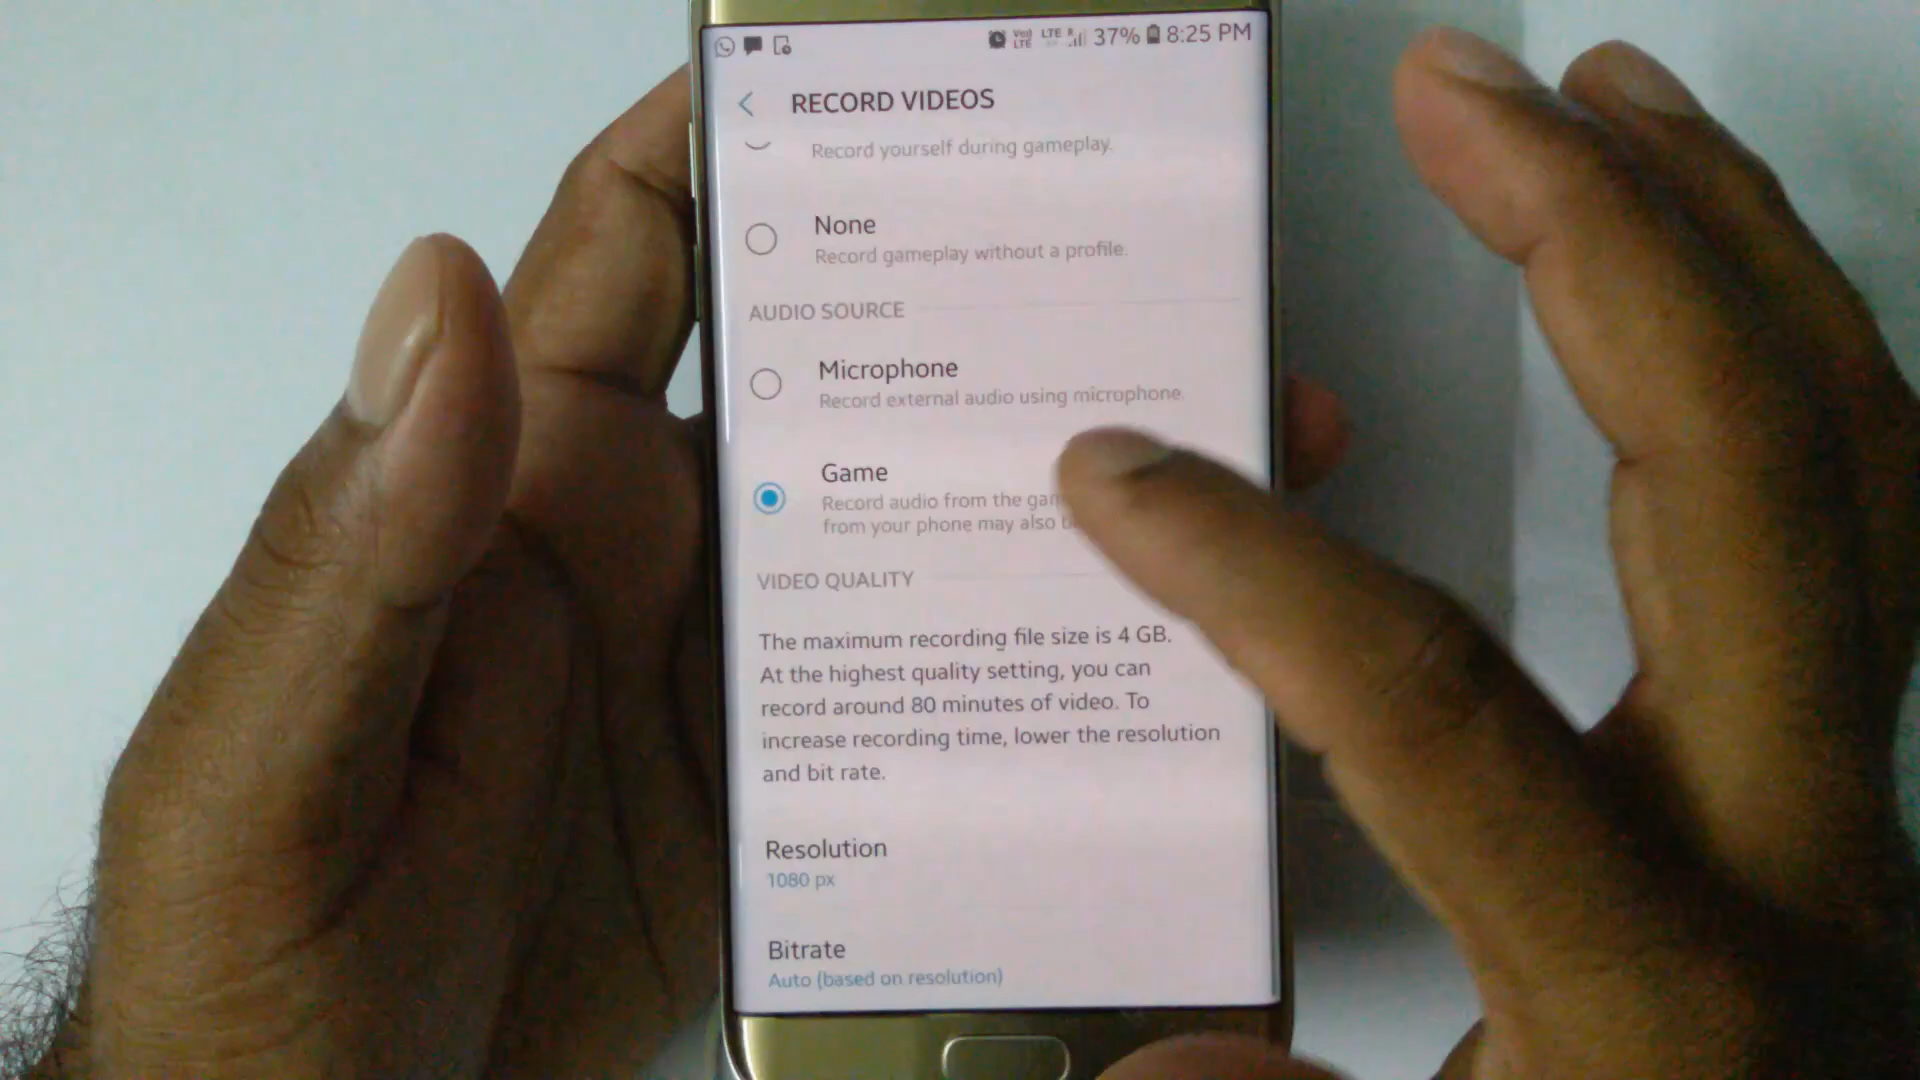 37% 8:25 PM
RECORD VIDEOS
Record yourself during gameplay.
None
Record gameplay without a profile.
AUDIO SOURCE
Microphone
Record external audio using microphone.
Game
Record audio from the
from your phone may also
VIDEO QUALITY
The maximum recording file size is 4 GB.
At the highest quality setting, you can
record around 80 minutes of video. To
increase recording time, lower the resolution
and bit rate.
Resolution
1080 px
Bitrate
Auto (based on resolution)